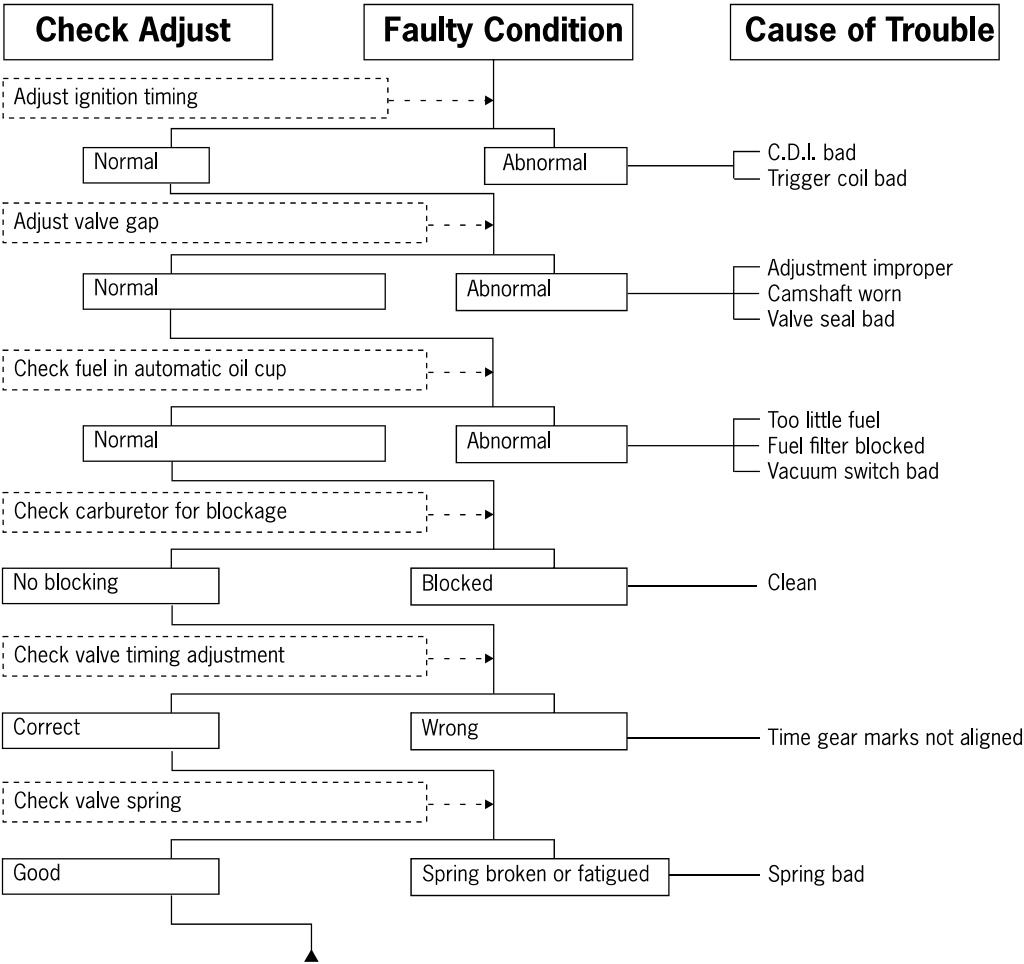 Check Adjust
Faulty Condition
Cause of Trouble
Adjust ignition timing
Normal
Abnormal
C.D.I. bad
Trigger coil bad
Adjust valve gap
Normal
Abnormal
Adjustment improper
Camshaft worn
Valve seal bad
Check fuel in automatic oil cup
Normal
Abnormal
Too little fuel
Fuel filter blocked
Vacuum switch bad
Check carburetor for blockage
No blocking
Blocked
Clean
Check valve timing adjustment
Correct
Wrong
Time gear marks not aligned
Check valve spring
Good
Spring broken or fatigued
Spring bad